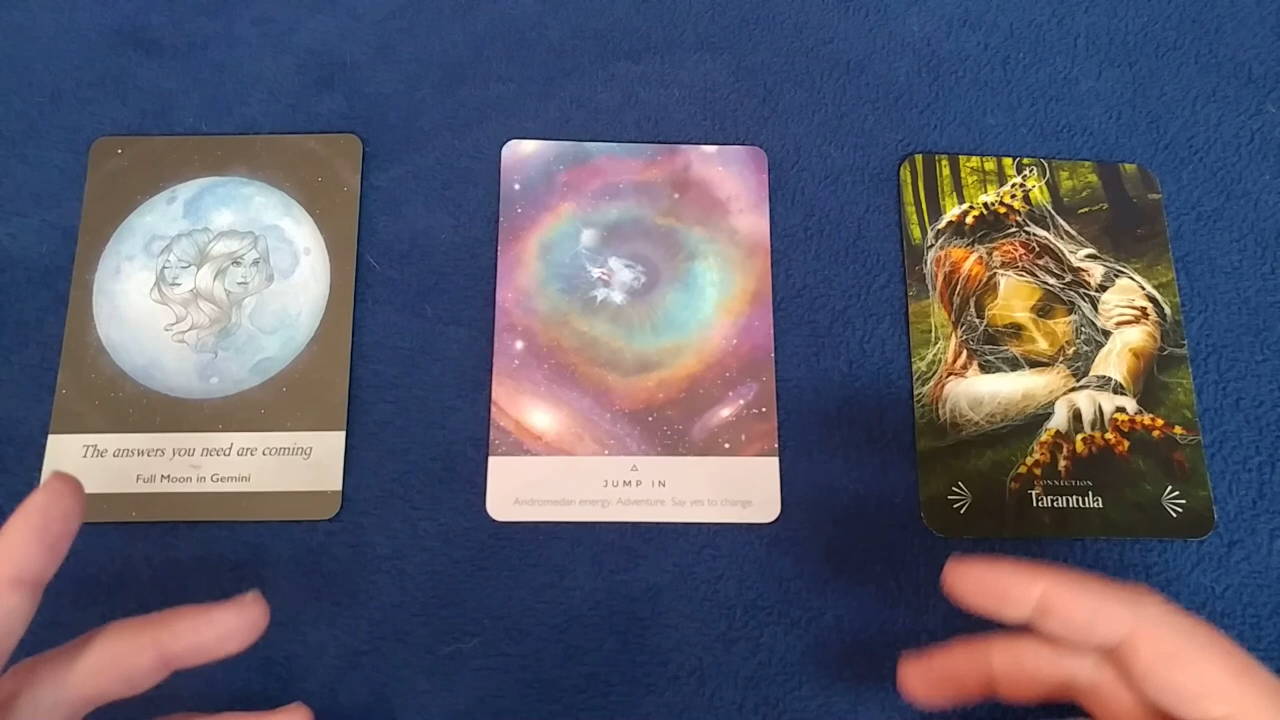 The answers you need are coming
Full Moon in Gemini
JUMP IN
Andromedan energy. Adventure. Say yes to change.
CONNECTION
Tarantula